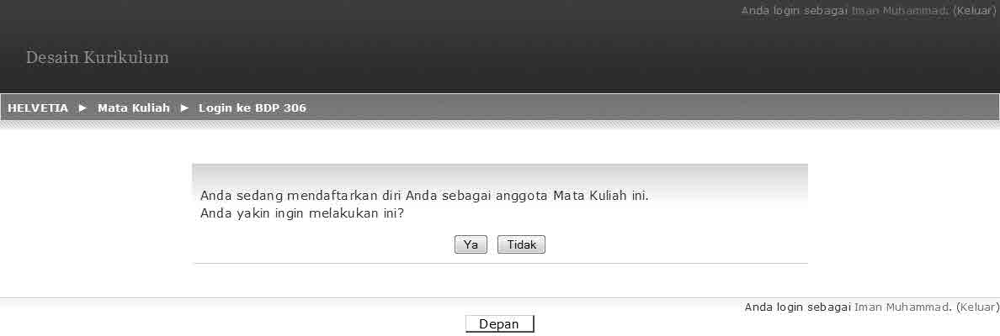 Anda login sebagai Iman Muhammad. (Keluar)
Desain Kurikulum
HELVETIA ► Mata Kuliah ► Login ke BDP 306
Anda sedang mendaftarkan diri Anda sebagai anggota Mata Kuliah ini.
Anda yakin ingin melakukan ini?
Ya Tidak
Anda login sebagai Iman Muhammad. (Keluar)
Depan